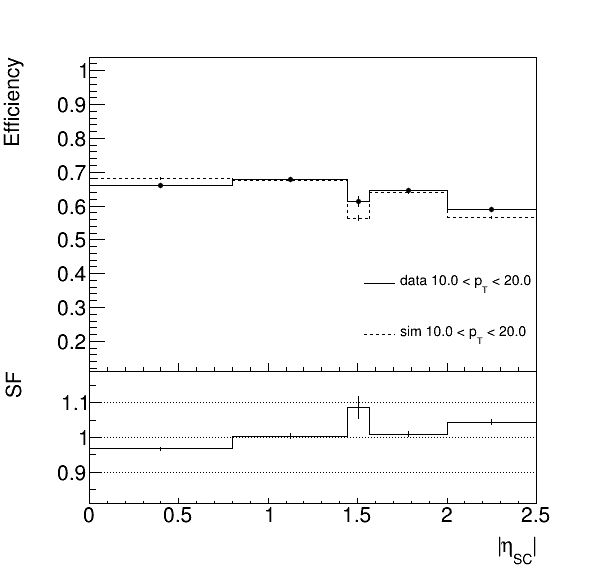 Efficiency
1
0.9
0.8
0.7
0.6
0.5
0.4
0.3
0.2
data 10.0 < p_T < 20.0
sim 10.0 < p_T < 20.0
SF
1.1
1
0.9
0 0.5 1 1.5 2 2.5
|η_SC|